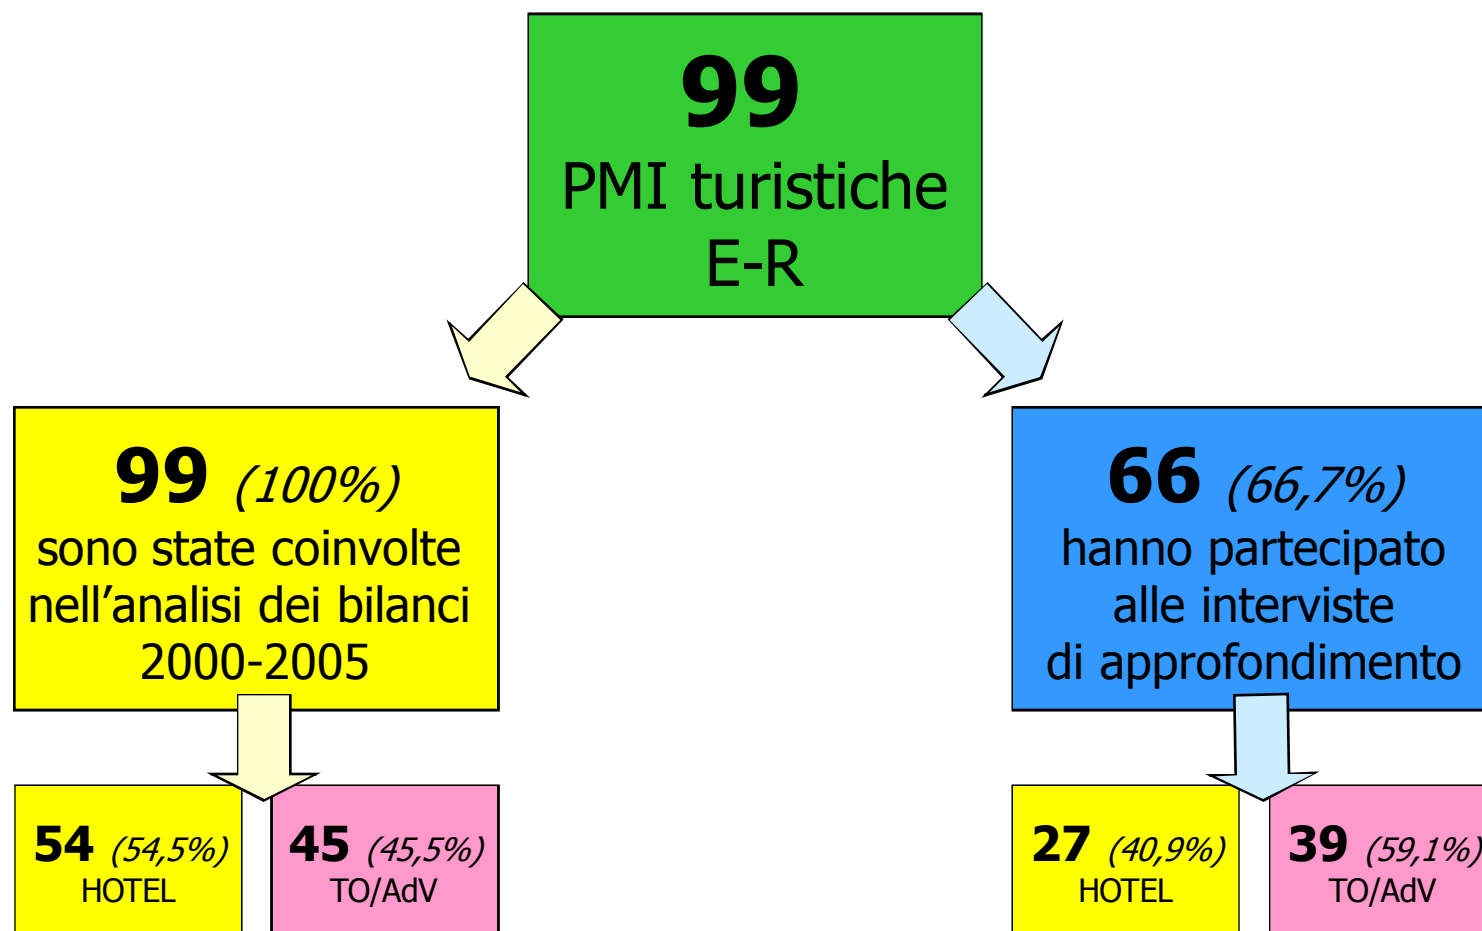 99
PMI turistiche
E-R
99 (100%)
sono state coinvolte
nell’analisi dei bilanci
2000-2005
66 (66,7%)
hanno partecipato
alle interviste
di approfondimento
54 (54,5%)
HOTEL
45 (45,5%)
TO/AdV
27 (40,9%)
HOTEL
39 (59,1%)
TO/AdV